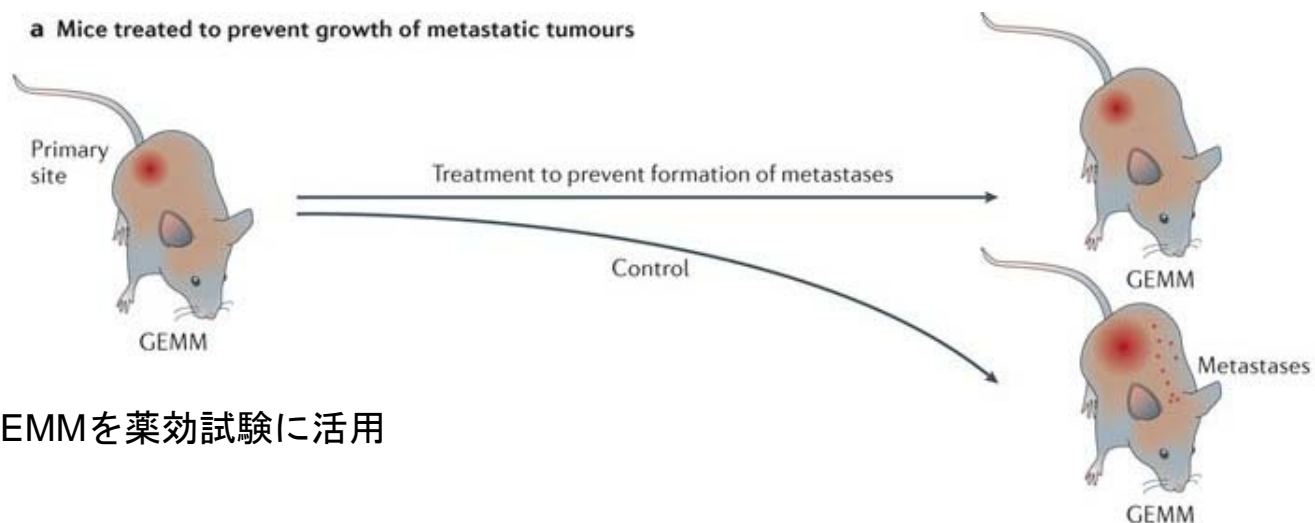 a Mice treated to prevent growth of metastatic tumours
Primary
site
GEMM
Treatment to prevent formation of metastases
Control
GEMM
Metastases
GEMM
EMMを薬効試験に活用